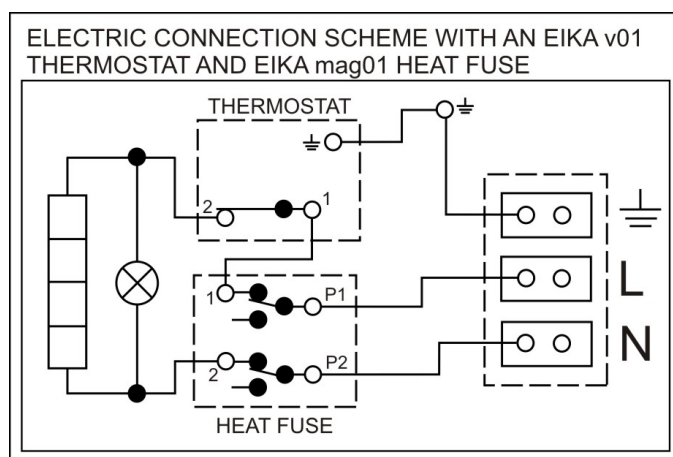 ELECTRIC CONNECTION SCHEME WITH AN EIKA v01
THERMOSTAT AND EIKA mag01 HEAT FUSE
THERMOSTAT
2
1
1
P1
L
2
P2
N
HEAT FUSE